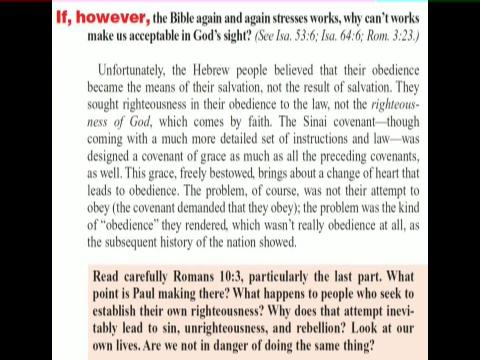 If, however, the Bible again and again stresses works, why can't works
make us acceptable in God's sight? (See Isa. 53:6; Isa. 64:6; Rom. 3:23.)
Unfortunately, the Hebrew people believed that their obedience
became the means of their salvation, not the result of salvation. They
sought righteousness in their obedience to the law, not the righteous-
ness of God, which comes by faith. The Sinai covenant—though
coming with a much more detailed set of instructions and law—was
designed a covenant of grace as much as all the preceding covenants,
as well. This grace, freely bestowed, brings about a change of heart that
leads to obedience. The problem, of course, was not their attempt to
obey (the covenant demanded that they obey); the problem was the kind
of "obedience" they rendered, which wasn't really obedience at all, as
the subsequent history of the nation showed.
Read carefully Romans 10:3, particularly the last part. What
point is Paul making there? What happens to people who seek to
establish their own righteousness? Why does that attempt inevi-
tably lead to sin, unrighteousness, and rebellion? Look at our
own lives. Are we not in danger of doing the same thing?